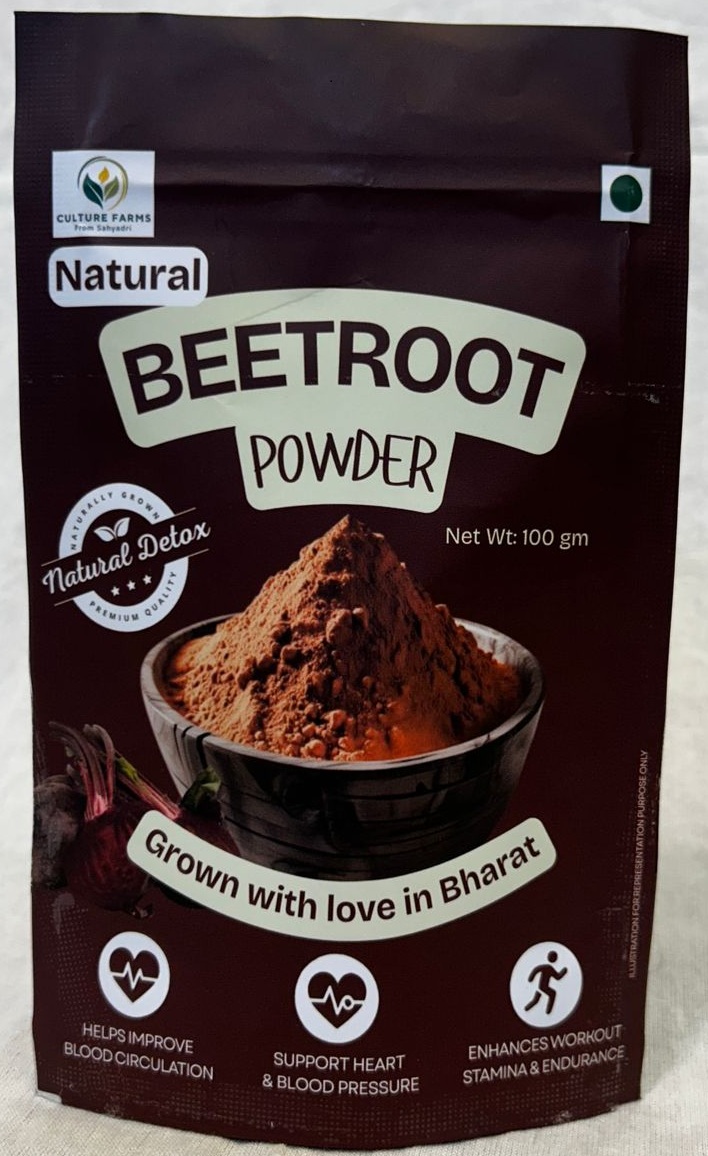 CULTURE FARMS
From Sahyadri
Natural
BEETROOT
POWDER
Net Wt: 100 gm
NATURALLY GROWN
Natural Detox
PREMIUM QUALITY
Grown with love in Bharat
ILLUSTRATION FOR REPRESENTATION PURPOSE ONLY
HELPS IMPROVE
BLOOD CIRCULATION
SUPPORT HEART
& BLOOD PRESSURE
ENHANCES WORKOUT
STAMINA & ENDURANCE